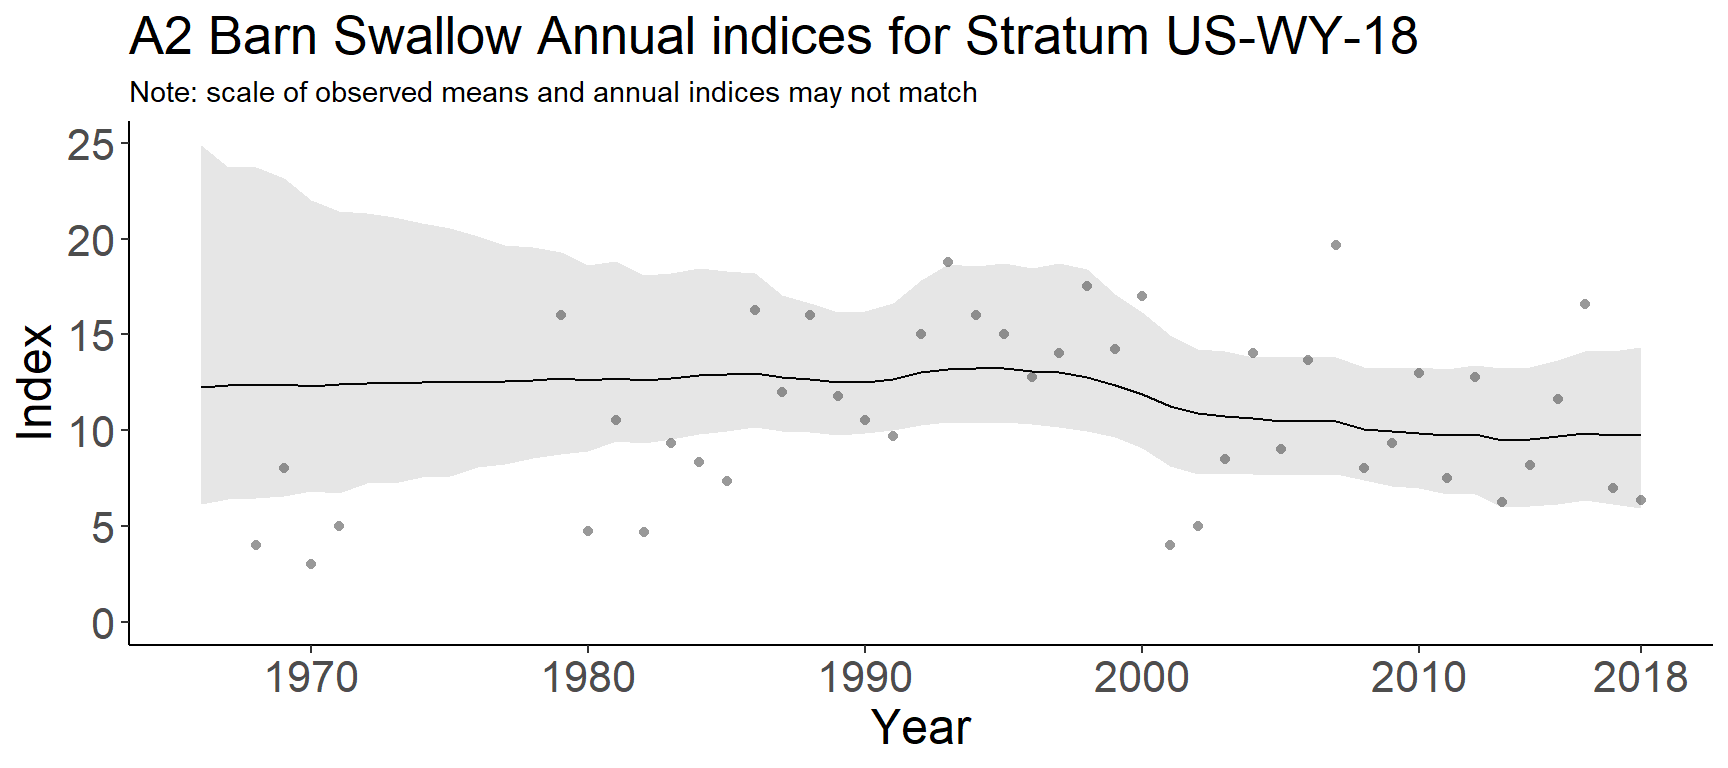 A2 Barn Swallow Annual indices for Stratum US-WY-18
Note: scale of observed means and annual indices may not match
25
20
15
10
5
0
Index
1970 1980 1990 2000 2010 2018
Year